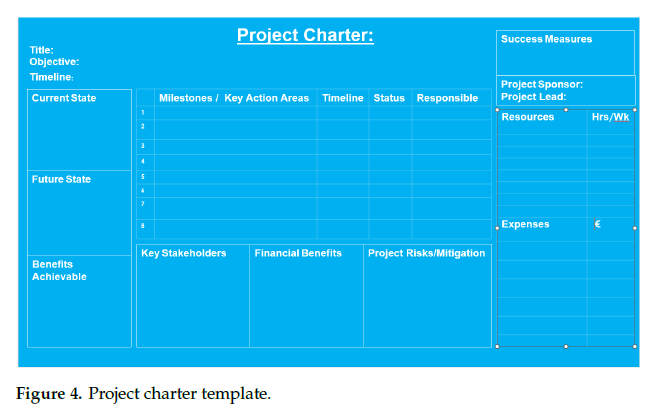 Project Charter:
Title:
Objective:
Timeline:
Current State
Future State
Benefits
Achievable
Milestones / Key Action Areas Timeline Status Responsible
1
2
3
4
5
6
7
8
Key Stakeholders Financial Benefits Project Risks/Mitigation
Success Measures
Project Sponsor:
Project Lead:
Resources Hrs/Wk
Expenses €
Figure 4. Project charter template.